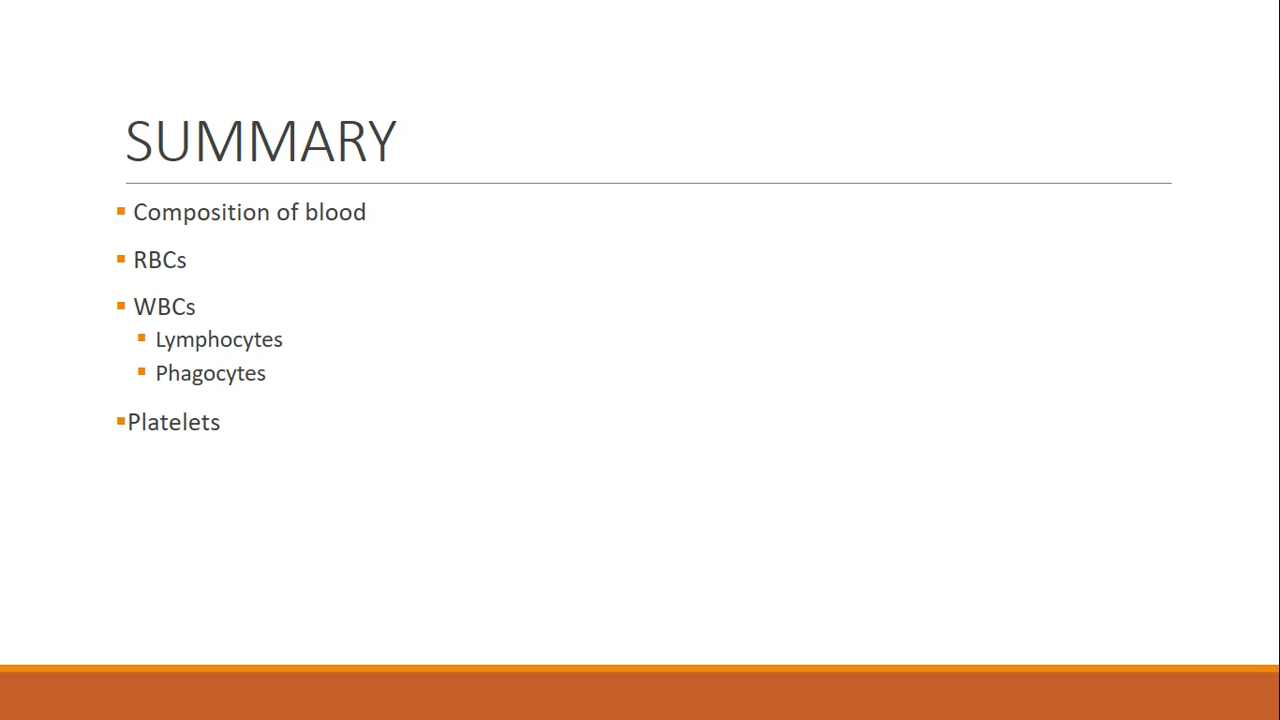 SUMMARY
Composition of blood
RBCs
WBCs
Lymphocytes
Phagocytes
Platelets